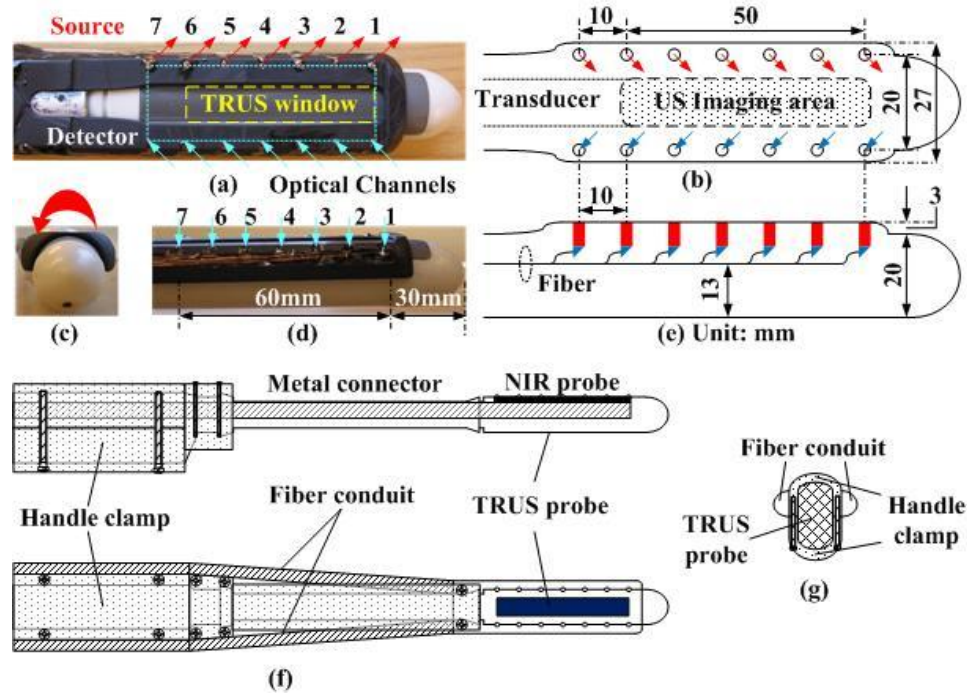 Source 7 6 5 4 3 2 1
TRUS window
Detector
(a) Optical Channels
10 50
Transducer US Imaging area 20 27
(b)
(c)
7 6 5 4 3 2 1
60mm 30mm
(d)
10 3
Fiber 13 20
(e) Unit: mm
Metal connector NIR probe
Handle clamp Fiber conduit TRUS probe
(f)
Fiber conduit
Handle
clamp
TRUS
probe
(g)